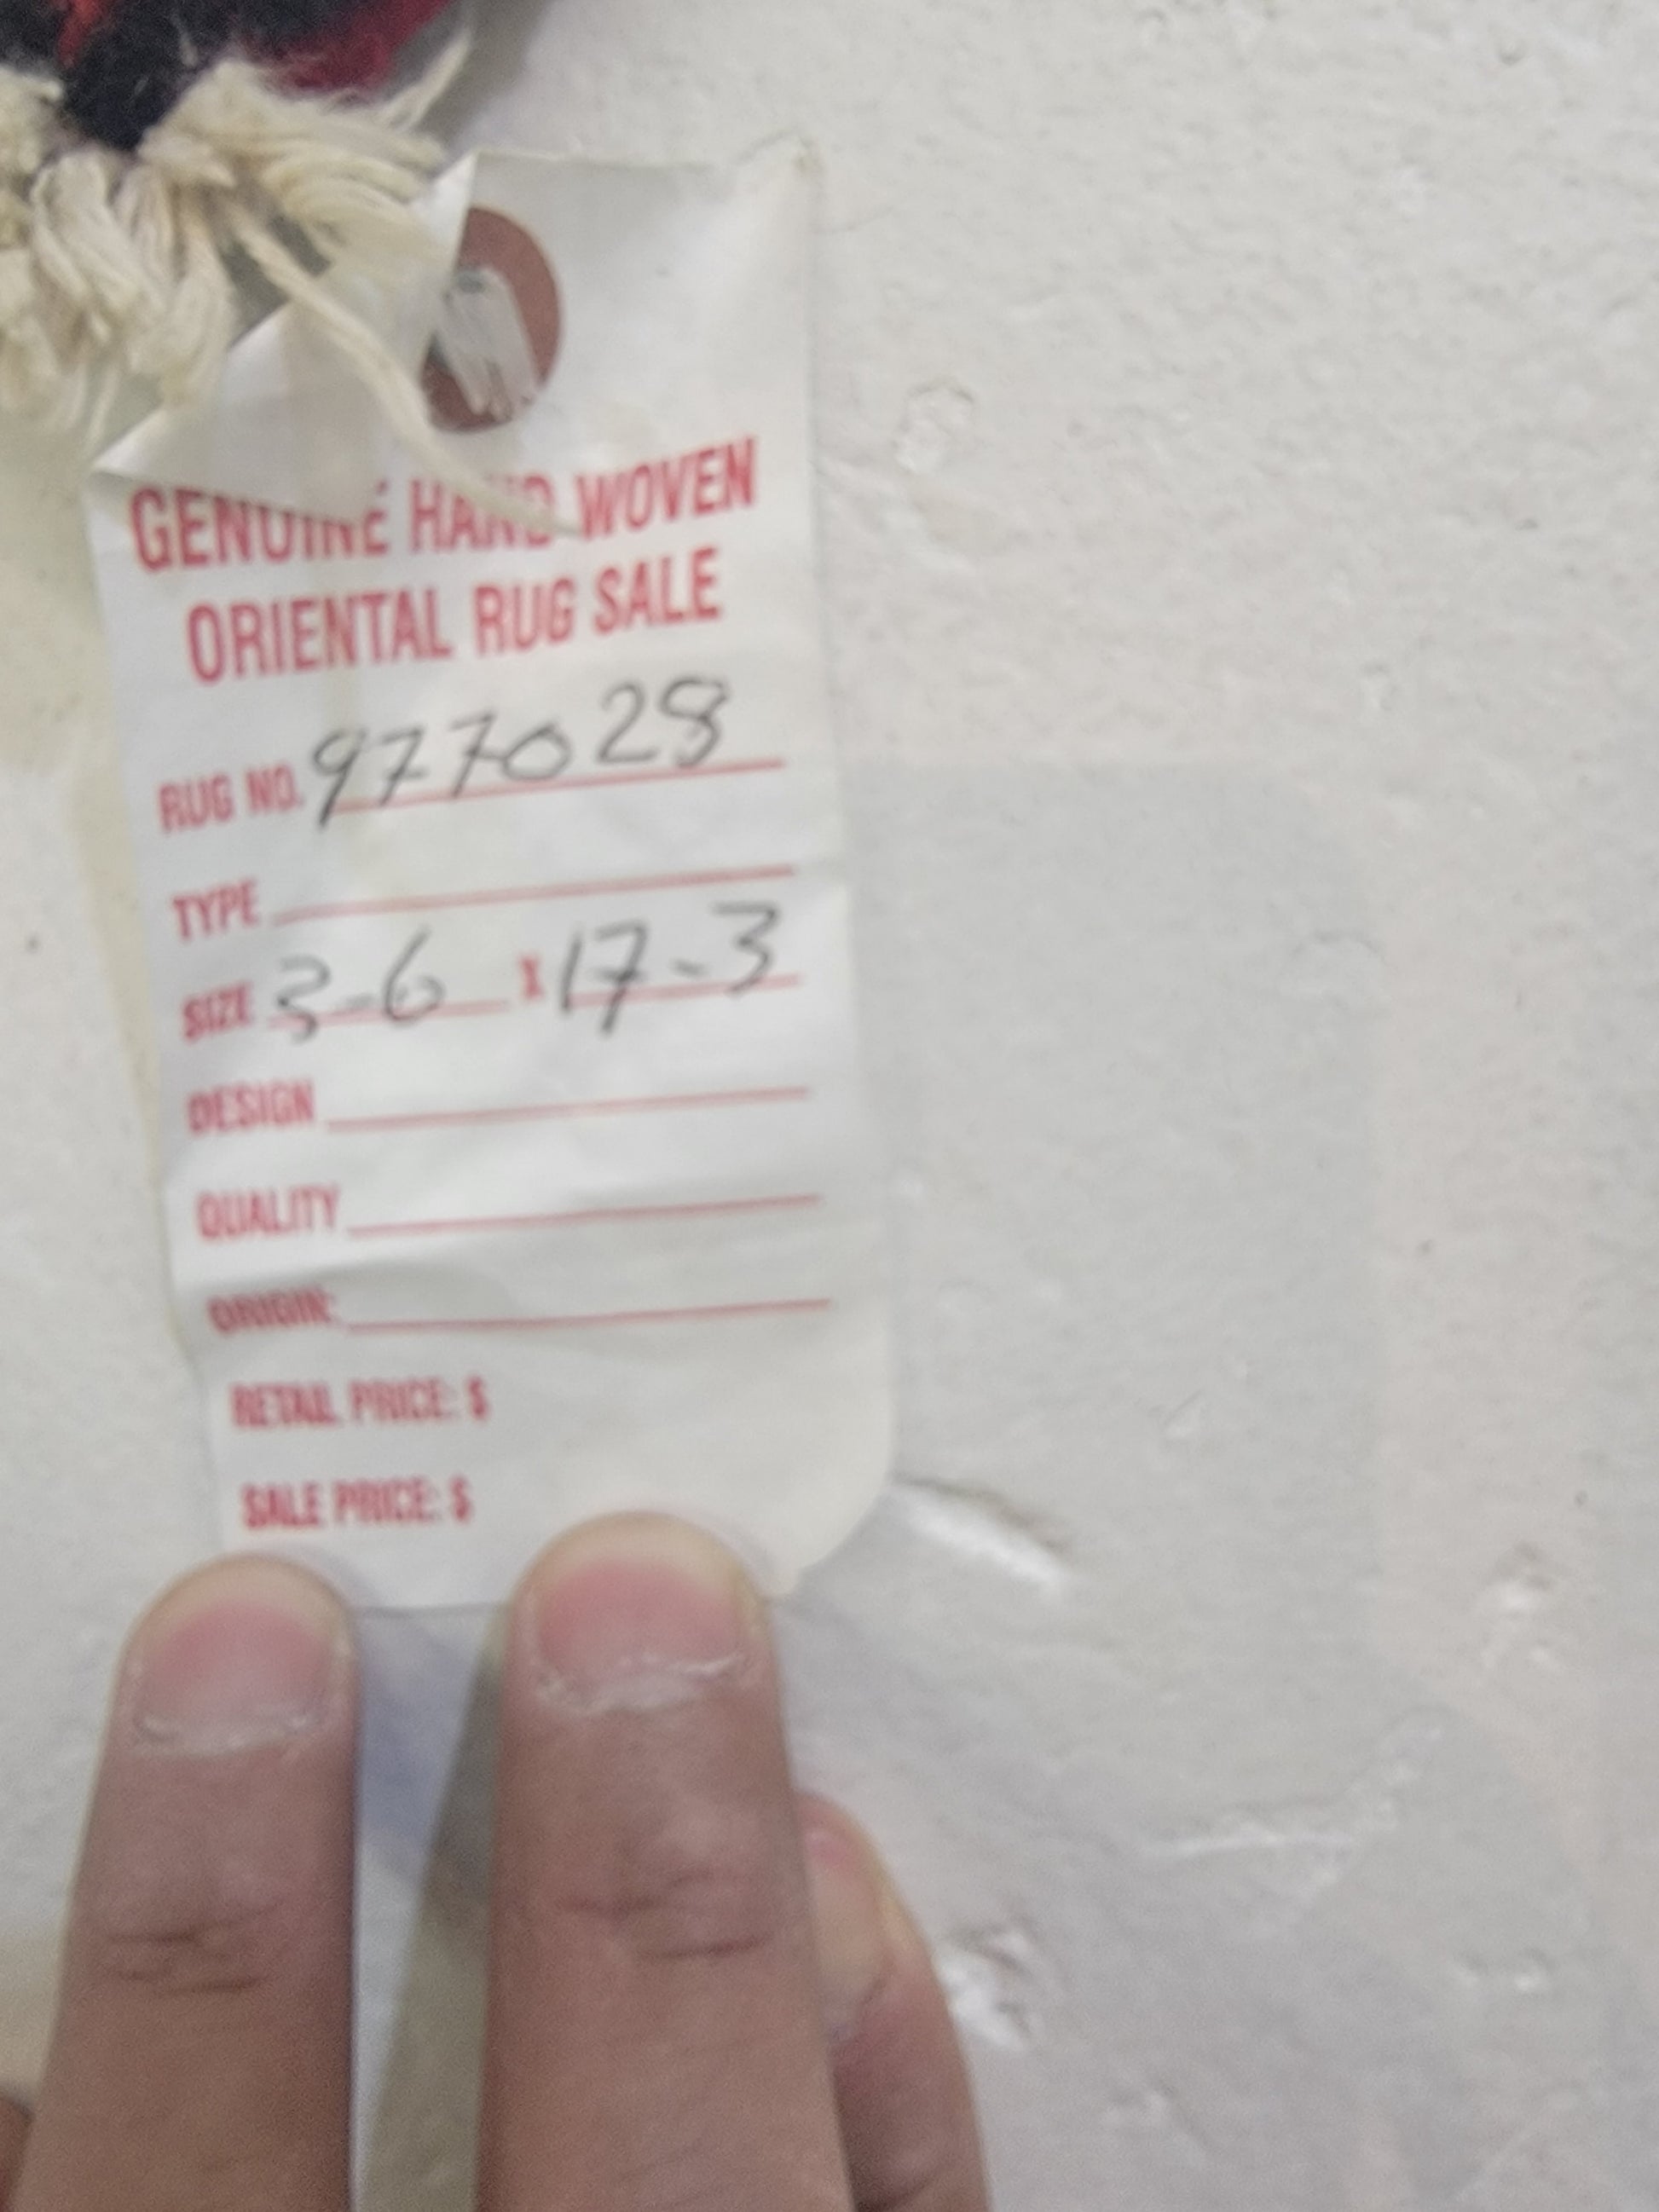 GENUINE HAND WOVEN
ORIENTAL RUG SALE
RUG NO. 977028
TYPE
SIZE 3-6 X 17-3
DESIGN
QUALITY
ORIGIN:
RETAIL PRICE: $
SALE PRICE: $